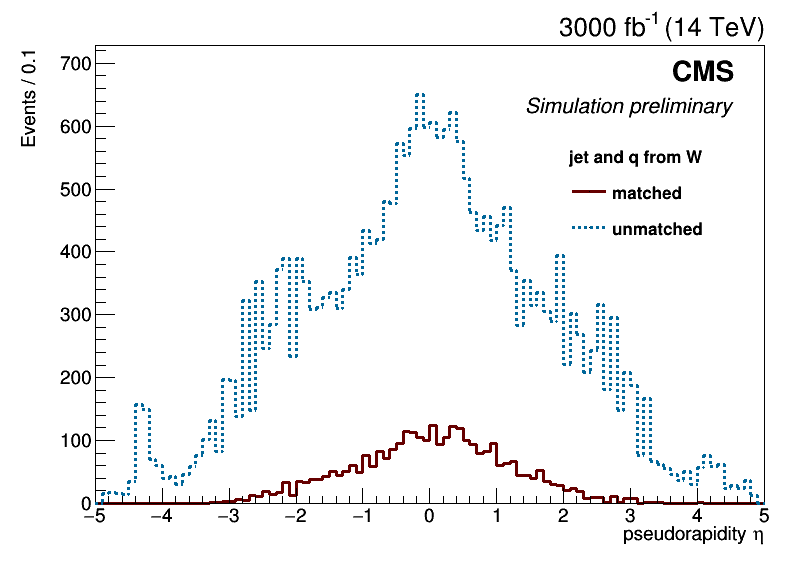 3000 fb-1 (14 TeV)
Events / 0.1
CMS
Simulation preliminary
jet and q from W
matched
unmatched
700
600
500
400
300
200
100
0
−5 −4 −3 −2 −1 0 1 2 3 4 5
pseudorapidity η